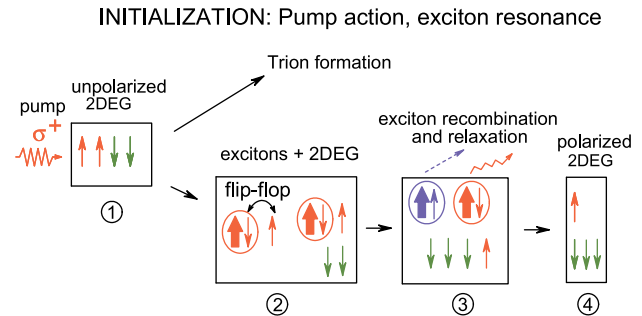 INITIALIZATION: Pump action, exciton resonance
Trion formation
unpolarized
2DEG
pump
σ+
①
excitons + 2DEG
flip-flop
②
exciton recombination
and relaxation
③
polarized
2DEG
④